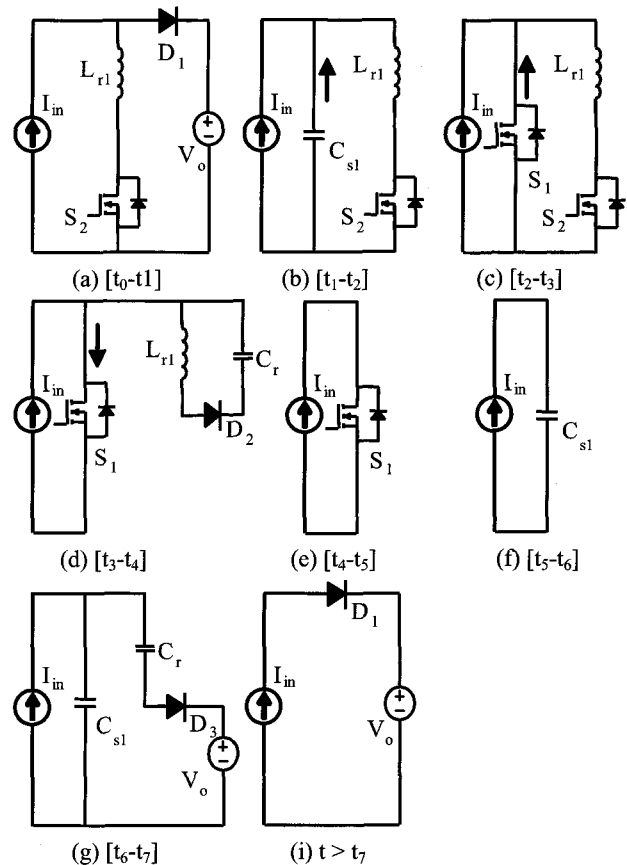 D₁
Lr1
Iin
Vo
S₂
(a) [t₀-t1]
Iin
Lr1
Cs1
S₂
(b) [t₁-t₂]
Iin
Lr1
S₁
S₂
(c) [t₂-t₃]
Iin
Lr1
Cr
D₂
S₁
(d) [t₃-t₄]
Iin
S₁
(e) [t₄-t₅]
Iin
Cs1
(f) [t₅-t₆]
Iin
Cr
Cs1
D₃
Vo
(g) [t₆-t₇]
D₁
Iin
Vo
(i) t > t₇